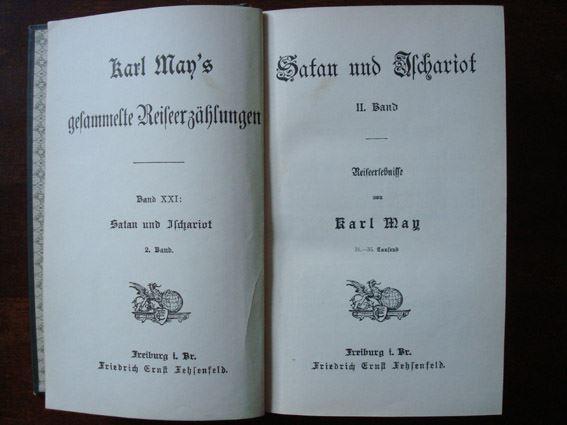 Karl May's
gesammelte Reiseerzählungen
Band XXI:
Satan und Ischariot
2. Band.
Freiburg i. Br.
Friedrich Ernst Fehsenfeld.
Satan und Ischariot
II. Band
Reiseerlebnisse
von
Karl May
Tausend
Freiburg i. Br.
Friedrich Ernst Fehsenfeld.